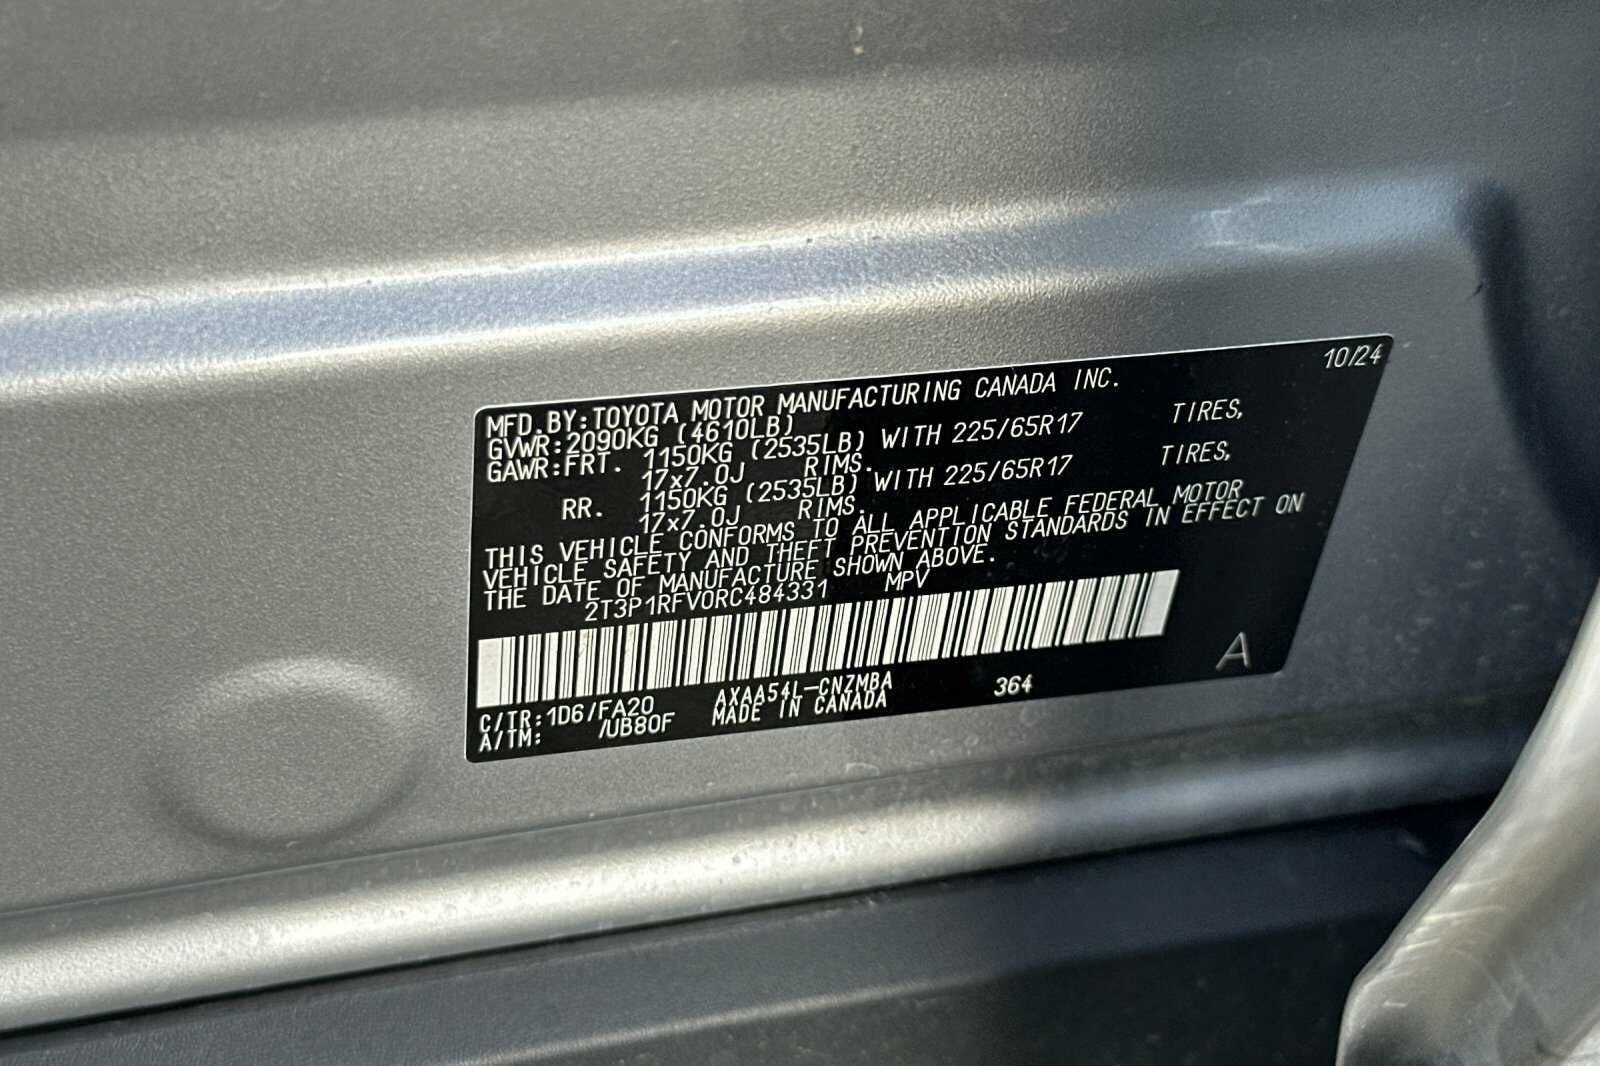 10/24
MFD.BY:TOYOTA MOTOR MANUFACTURING CANADA INC.
GVWR:2090KG (4610LB)
GAWR:FRT. 1150KG (2535LB) WITH 225/65R17 TIRES,
17x7.0J RIMS.
RR. 1150KG (2535LB) WITH 225/65R17 TIRES,
17x7.0J RIMS.
THIS VEHICLE CONFORMS TO ALL APPLICABLE FEDERAL MOTOR
VEHICLE SAFETY AND THEFT PREVENTION STANDARDS IN EFFECT ON
THE DATE OF MANUFACTURE SHOWN ABOVE.
2T3P1RFV0RC484331 MPV
A
C/TR:1D6/FA20 AXAA54L-CNZMBA 364
A/TM: /UB80F MADE IN CANADA